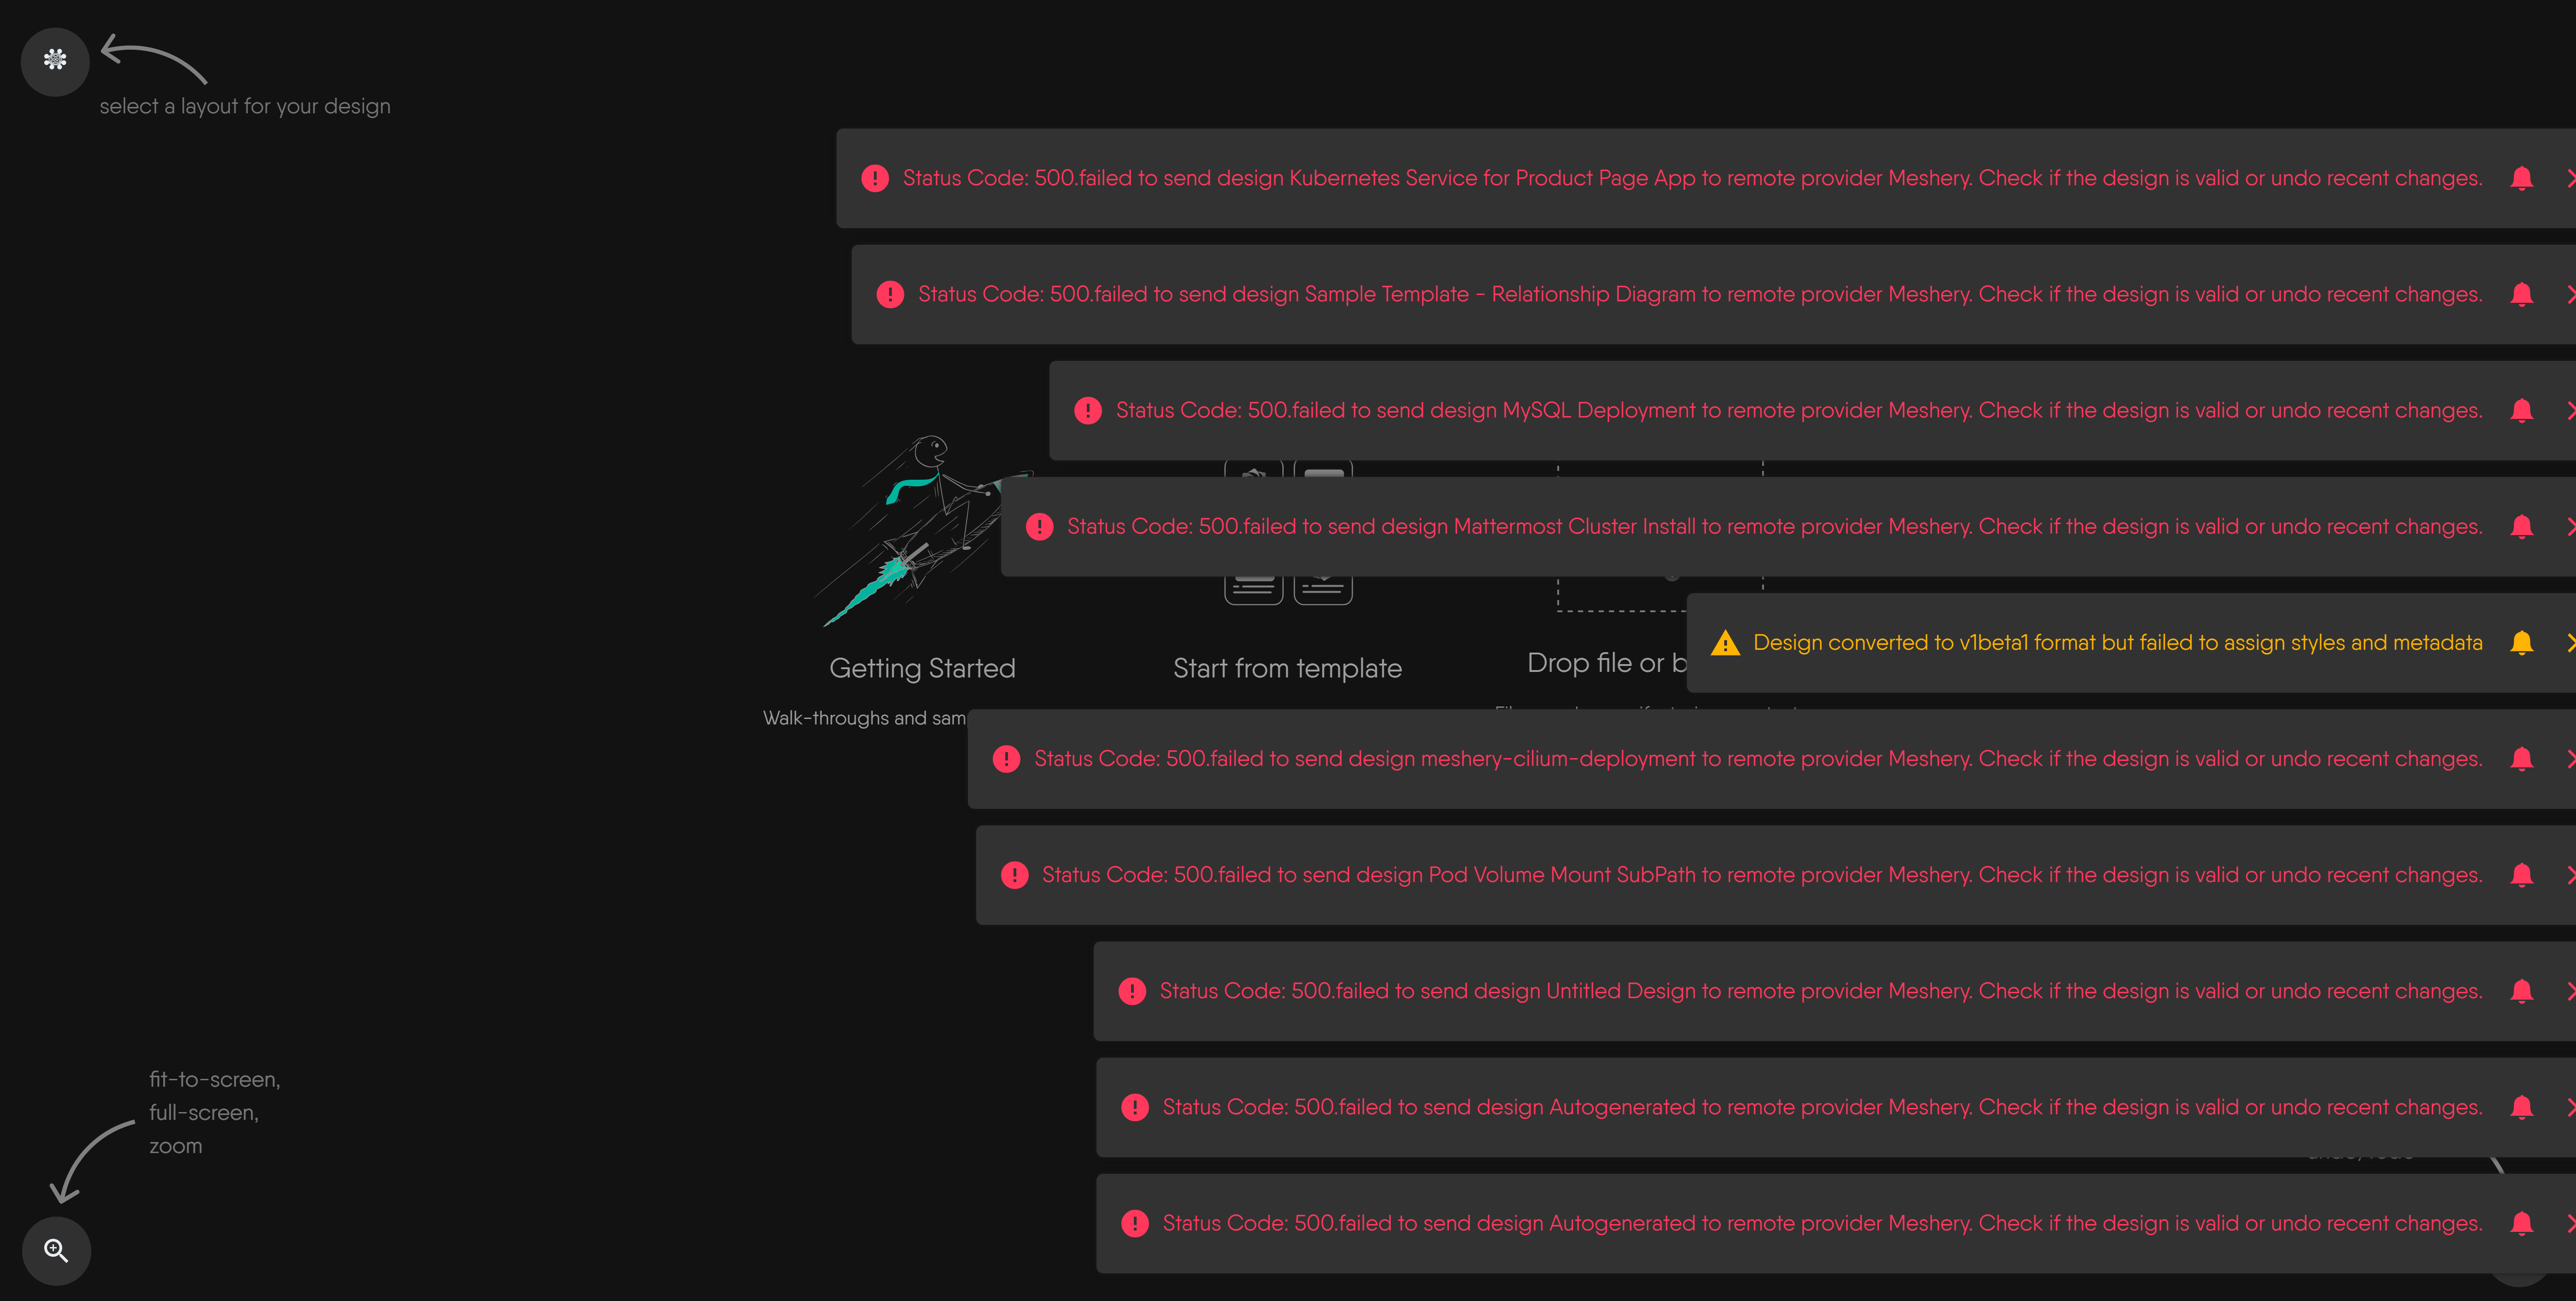 select a layout for your design
Status Code: 500.failed to send design Kubernetes Service for Product Page App to remote provider Meshery. Check if the design is valid or undo recent changes.
Status Code: 500.failed to send design Sample Template - Relationship Diagram to remote provider Meshery. Check if the design is valid or undo recent changes.
Status Code: 500.failed to send design MySQL Deployment to remote provider Meshery. Check if the design is valid or undo recent changes.
Status Code: 500.failed to send design Mattermost Cluster Install to remote provider Meshery. Check if the design is valid or undo recent changes.
Design converted to v1beta1 format but failed to assign styles and metadata
Getting Started
Start from template
Drop file or b
Walk-throughs and sam
Status Code: 500.failed to send design meshery-cilium-deployment to remote provider Meshery. Check if the design is valid or undo recent changes.
Status Code: 500.failed to send design Pod Volume Mount SubPath to remote provider Meshery. Check if the design is valid or undo recent changes.
Status Code: 500.failed to send design Untitled Design to remote provider Meshery. Check if the design is valid or undo recent changes.
Status Code: 500.failed to send design Autogenerated to remote provider Meshery. Check if the design is valid or undo recent changes.
Status Code: 500.failed to send design Autogenerated to remote provider Meshery. Check if the design is valid or undo recent changes.
fit-to-screen,
full-screen,
zoom